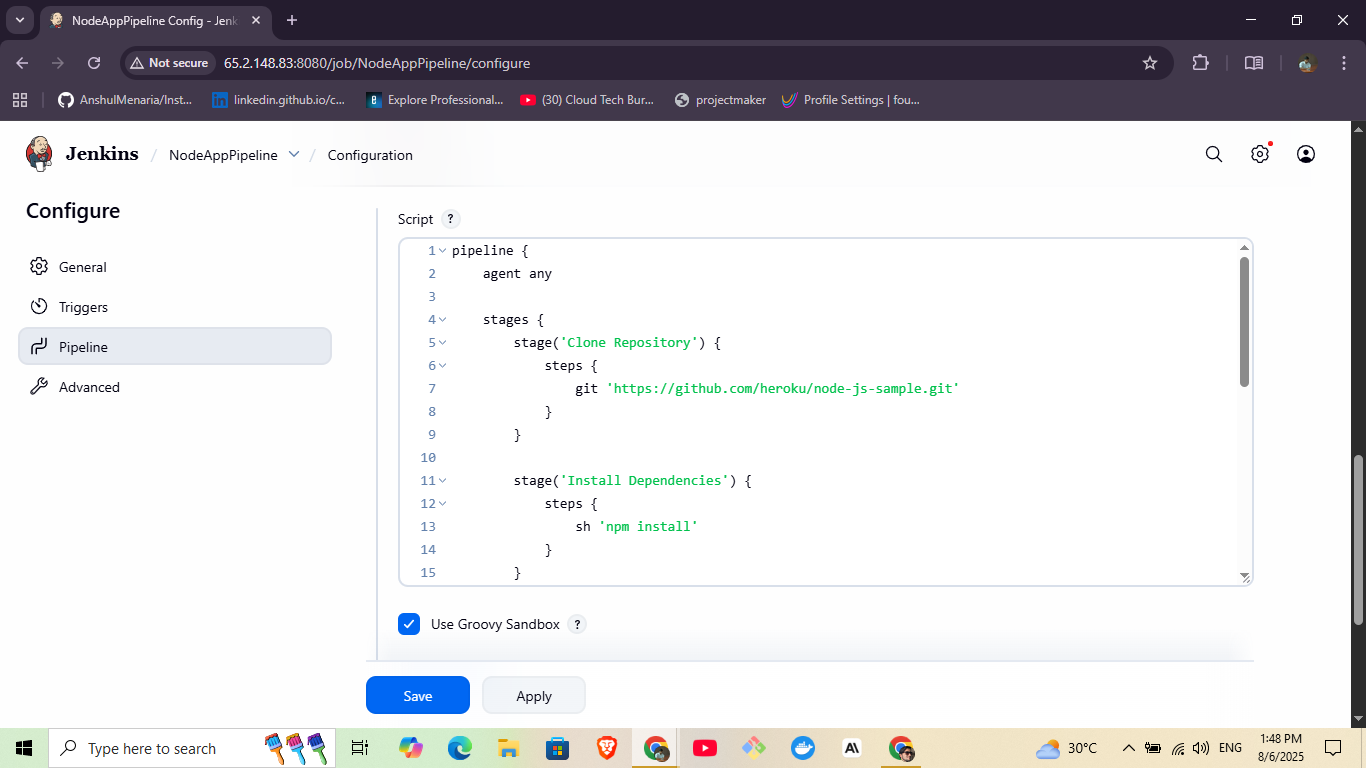 NodeAppPipeline Config - Jenk
Not secure 65.2.148.83:8080/job/NodeAppPipeline/configure
AnshulMenaria/Inst...
linkedin.github.io/c...
Explore Professional...
(30) Cloud Tech Bur...
projectmaker
Profile Settings | fou...
Jenkins / NodeAppPipeline / Configuration
Configure
General
Triggers
Pipeline
Advanced
Script ?
1 pipeline {
2     agent any
3
4     stages {
5         stage('Clone Repository') {
6             steps {
7                 git 'https://github.com/heroku/node-js-sample.git'
8             }
9         }
10
11         stage('Install Dependencies') {
12             steps {
13                 sh 'npm install'
14             }
15         }
Use Groovy Sandbox ?
Save
Apply
Type here to search
30°C
ENG
1:48 PM
8/6/2025